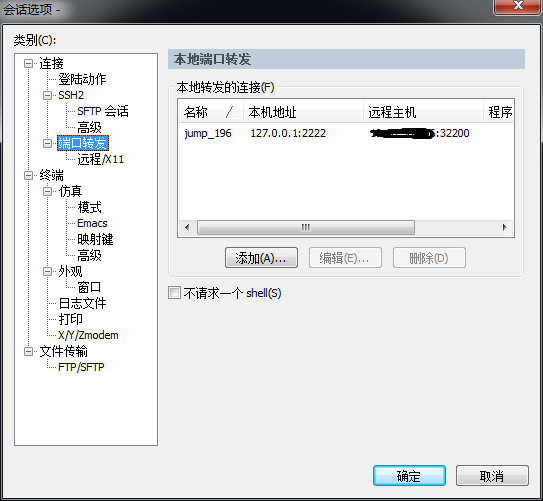 会话选项 -
类别(C):
连接
登陆动作
SSH2
SFTP 会话
高级
端口转发
远程/X11
终端
仿真
模式
Emacs
映射键
高级
外观
窗口
日志文件
打印
X/Y/Zmodem
文件传输
FTP/SFTP
本地端口转发
本地转发的连接(F)
名称 本机地址 远程主机 程序
jump_196 127.0.0.1:2222 :32200
添加(A)... 编辑(E)... 删除(D)
不请求一个 shell(S)
确定 取消